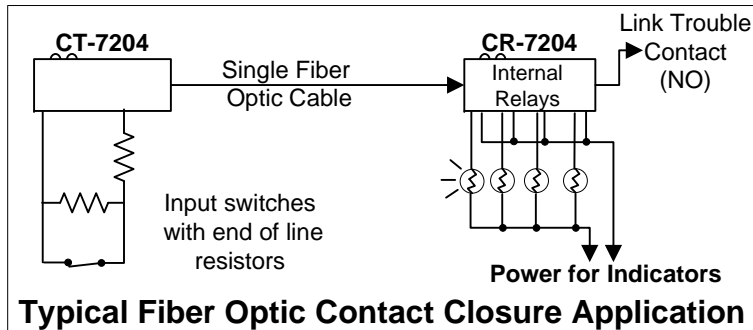 CT-7204
CR-7204
Link Trouble
Contact
(NO)
Single Fiber
Optic Cable
Internal
Relays
Input switches
with end of line
resistors
Power for Indicators
Typical Fiber Optic Contact Closure Application